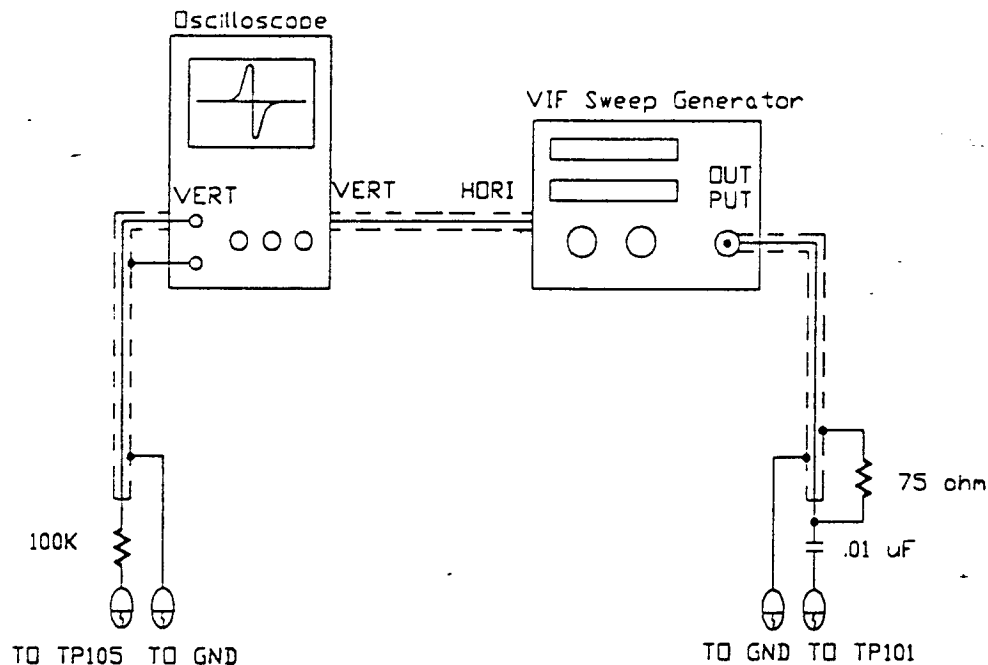 Oscilloscope
VIF Sweep Generator
VERT
VERT
HORI
OUT
PUT
75 ohm
100K
.01 uF
TO TP105 TO GND
TO GND TO TP101